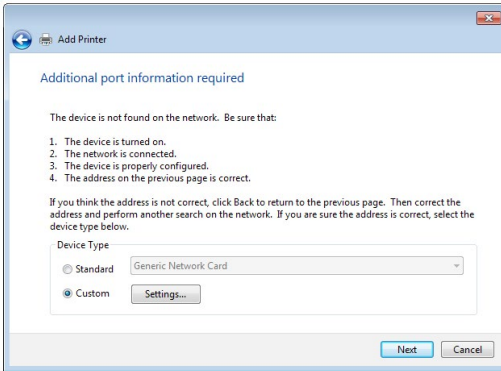 Add Printer
Additional port information required
The device is not found on the network. Be sure that:
1. The device is turned on.
2. The network is connected.
3. The device is properly configured.
4. The address on the previous page is correct.
If you think the address is not correct, click Back to return to the previous page. Then correct the
address and perform another search on the network. If you are sure the address is correct, select the
device type below.
Device Type
Standard Generic Network Card
Custom Settings...
Next Cancel